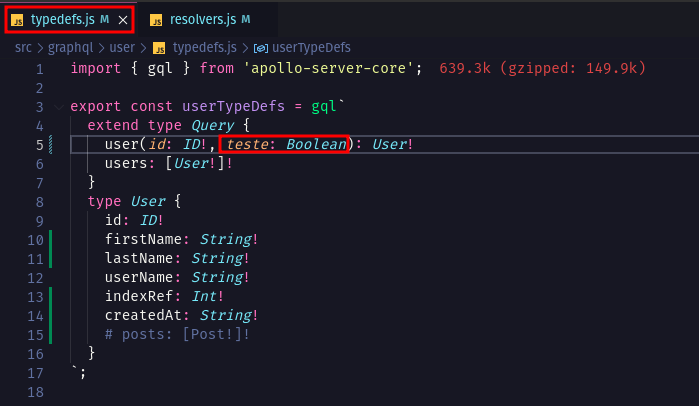 JS typedefs.js M ×
JS resolvers.js M
src > graphql > user > JS typedefs.js > userTypeDefs
1 import { gql } from 'apollo-server-core'; 639.3k (gzipped: 149.9k)
2
3 export const userTypeDefs = gql`
4 extend type Query {
5 user(id: ID!, teste: Boolean): User!
6 users: [User!]!
7 }
8 type User {
9 id: ID!
10 firstName: String!
11 lastName: String!
12 userName: String!
13 indexRef: Int!
14 createdAt: String!
15 # posts: [Post!]!
16 }
17 `;
18